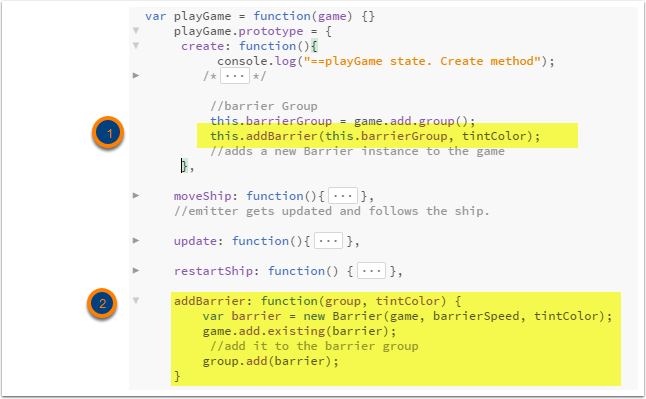 var playGame = function(game) {}
playGame.prototype = {
create: function(){
console.log("==playGame state. Create method");
/* ... */
//barrier Group
this.barrierGroup = game.add.group();
1
this.addBarrier(this.barrierGroup, tintColor);
//adds a new Barrier instance to the game
},
moveShip: function(){ ... },
//emitter gets updated and follows the ship.
update: function(){ ... },
restartShip: function() { ... },
2
addBarrier: function(group, tintColor) {
var barrier = new Barrier(game, barrierSpeed, tintColor);
game.add.existing(barrier);
//add it to the barrier group
group.add(barrier);
}